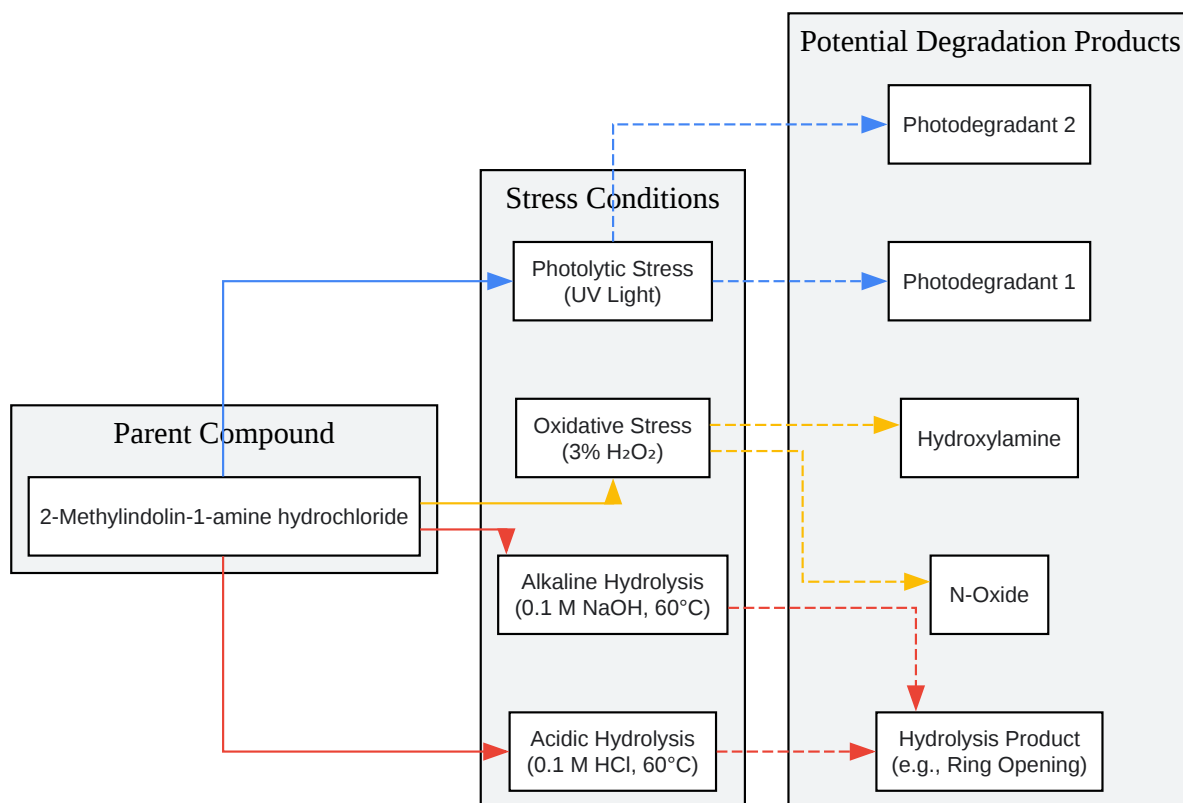 Potential Degradation Products
Photodegradant 2
Stress Conditions
Photolytic Stress
(UV Light)
Photodegradant 1
Parent Compound
2-Methylindolin-1-amine hydrochloride
Oxidative Stress
(3% H₂O₂)
Hydroxylamine
Alkaline Hydrolysis
(0.1 M NaOH, 60°C)
N-Oxide
Acidic Hydrolysis
(0.1 M HCl, 60°C)
Hydrolysis Product
(e.g., Ring Opening)